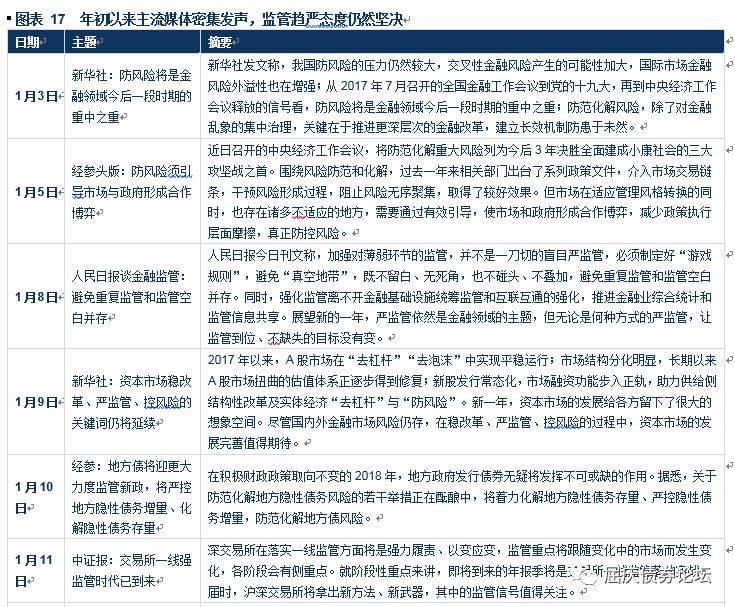 图表 17 年初以来主流媒体密集发声，监管趋严态度仍然坚决
日期 主题 摘要
1月3日
新华社：防风险将是金
融领域今后一段时期的
重中之重
新华社发文称，我国防风险的压力仍然较大，交叉性金融风险产生的可能性加大，国际市场金融
风险外溢性也在增强；从 2017 年 7 月召开的全国金融工作会议到党的十九大，再到中央经济工作
会议释放的信号看，防风险将是金融领域今后一段时期的重中之重；防范化解风险，除了对金融
乱象的集中治理，关键在于推进更深层次的金融改革，建立长效机制防患于未然。
1月5日
经参头版：防风险须引
导市场与政府形成合作
博弈
近日召开的中央经济工作会议，将防范化解重大风险列为今后 3 年决胜全面建成小康社会的三大
攻坚战之首。围绕风险防范和化解，过去一年来相关部门出台了系列政策文件，介入市场交易链
条，干预风险形成过程，阻止风险无序聚集，取得了较好效果。但市场在适应管理风格转换的同
时，也存在诸多不适应的地方，需要通过有效引导，使市场和政府形成合作博弈，减少政策执行
层面摩擦，真正防控风险。
1月8日
人民日报谈金融监管：
避免重复监管和监管空
白并存
人民日报今日刊文称，加强对薄弱环节的监管，并不是一刀切的盲目严监管，必须制定好“游戏
规则”，避免“真空地带”，既不留白、无死角，也不碰头、不叠加，避免重复监管和监管空白
并存。同时，强化监管离不开金融基础设施统筹监管和互联互通的强化，推进金融业综合统计和
监管信息共享。展望新的一年，严监管依然是金融领域的主题，但无论是何种方式的严监管，让
监管到位、不缺失的目标没有变。
1月9日
新华社：资本市场稳改
革、严监管、控风险的
关键词仍将延续
2017 年以来，A 股市场在“去杠杆”“去泡沫”中实现平稳运行；市场结构分化明显，长期以来
A 股市场扭曲的估值体系正逐步得到修复；新股发行常态化，市场融资功能步入正轨，助力供给侧
结构性改革及实体经济“去杠杆”与“防风险”。新一年，资本市场的发展给各方留下了很大的
想象空间。尽管国内外金融市场风险仍存，在稳改革、严监管、控风险的过程中，资本市场的发
展完善值得期待。
1月10
日
经参：地方债将迎更大
力度监管新政，将严控
地方隐性债务增量、化
解隐性债务存量
在积极财政政策取向不变的 2018 年，地方政府发行债券无疑将发挥不可或缺的作用。据悉，关于
防范化解地方隐性债务风险的若干举措正在酝酿中，将着力化解地方隐性债务存量、严控隐性债
务增量，防范化解地方债风险。
1月11
日
中证报：交易所一线强
监管时代已到来
深交所在落实一线监管方面将是强力履责、以变应变，监管重点将跟随变化中的市场而发生变
化，各阶段会有侧重点。就阶段性重点来讲，即将到来的年报季将是
届时，沪深交易所将拿出新方法、新武器，其中的监管信号值得关注。
屈庆债券论坛